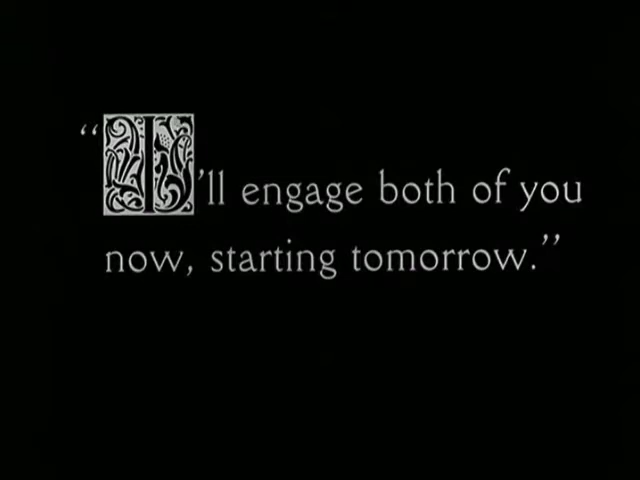 “I’ll engage both of you
now, starting tomorrow.”